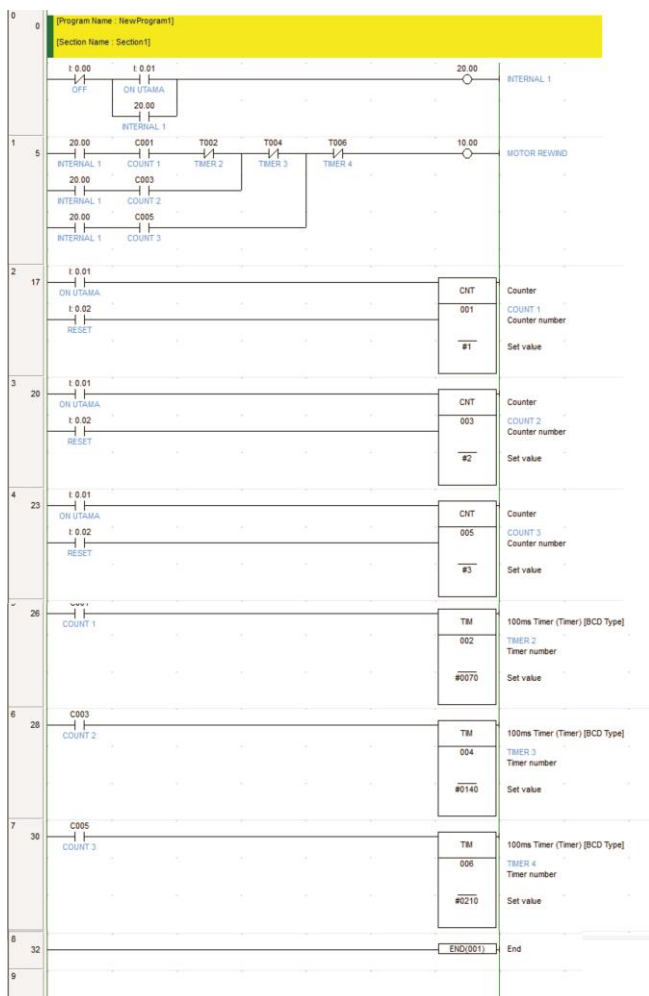 0
0
[Program Name : NewProgram1]
[Section Name : Section1]
I: 0.00 I: 0.01 20.00
OFF ON UTAMA INTERNAL 1
20.00
INTERNAL 1
1
5
20.00 C001 T002 T004 T006 10.00
INTERNAL 1 COUNT 1 TIMER 2 TIMER 3 TIMER 4 MOTOR REWIND
20.00 C003
INTERNAL 1 COUNT 2
20.00 C005
INTERNAL 1 COUNT 3
2
17
I: 0.01
ON UTAMA
CNT Counter
I: 0.02
RESET
001 COUNT 1
Counter number
#1 Set value
3
20
I: 0.01
ON UTAMA
CNT Counter
I: 0.02
RESET
003 COUNT 2
Counter number
#2 Set value
4
23
I: 0.01
ON UTAMA
CNT Counter
I: 0.02
RESET
005 COUNT 3
Counter number
#3 Set value
26
COUNT 1
TIM 100ms Timer (Timer) [BCD Type]
002 TIMER 2
Timer number
#0070 Set value
6
28
C003
COUNT 2
TIM 100ms Timer (Timer) [BCD Type]
004 TIMER 3
Timer number
#0140 Set value
7
30
C005
COUNT 3
TIM 100ms Timer (Timer) [BCD Type]
006 TIMER 4
Timer number
#0210 Set value
8
32
END(001) End
9